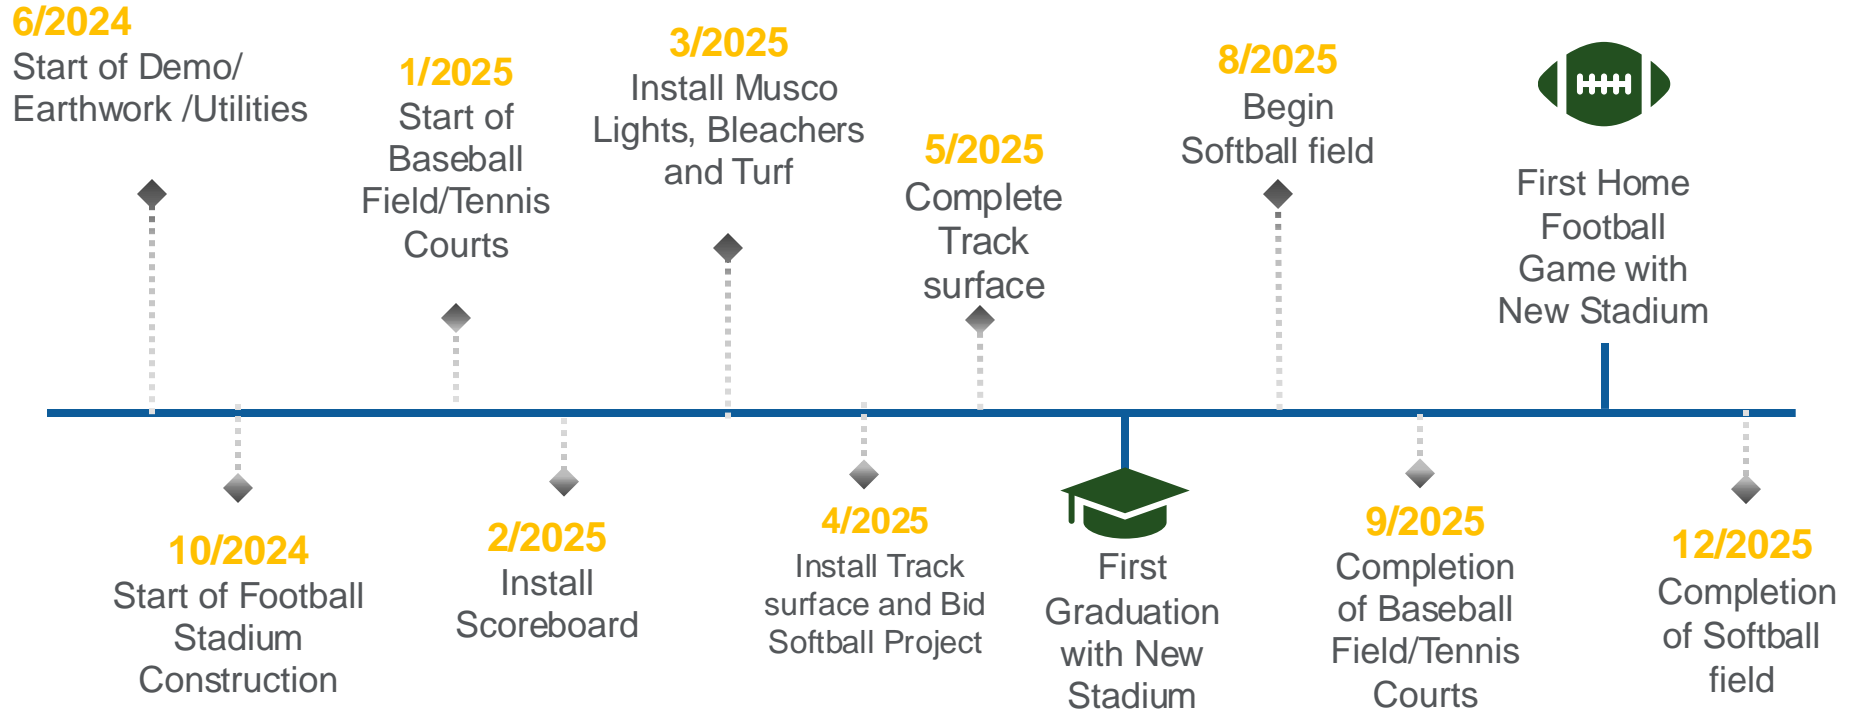 6/2024
Start of Demo/
Earthwork /Utilities
10/2024
Start of Football
Stadium
Construction
1/2025
Start of
Baseball
Field/Tennis
Courts
2/2025
Install
Scoreboard
3/2025
Install Musco
Lights, Bleachers
and Turf
4/2025
Install Track
surface and Bid
Softball Project
5/2025
Complete
Track
surface
First
Graduation
with New
Stadium
8/2025
Begin
Softball field
9/2025
Completion
of Baseball
Field/Tennis
Courts
First Home
Football
Game with
New Stadium
12/2025
Completion
of Softball
field